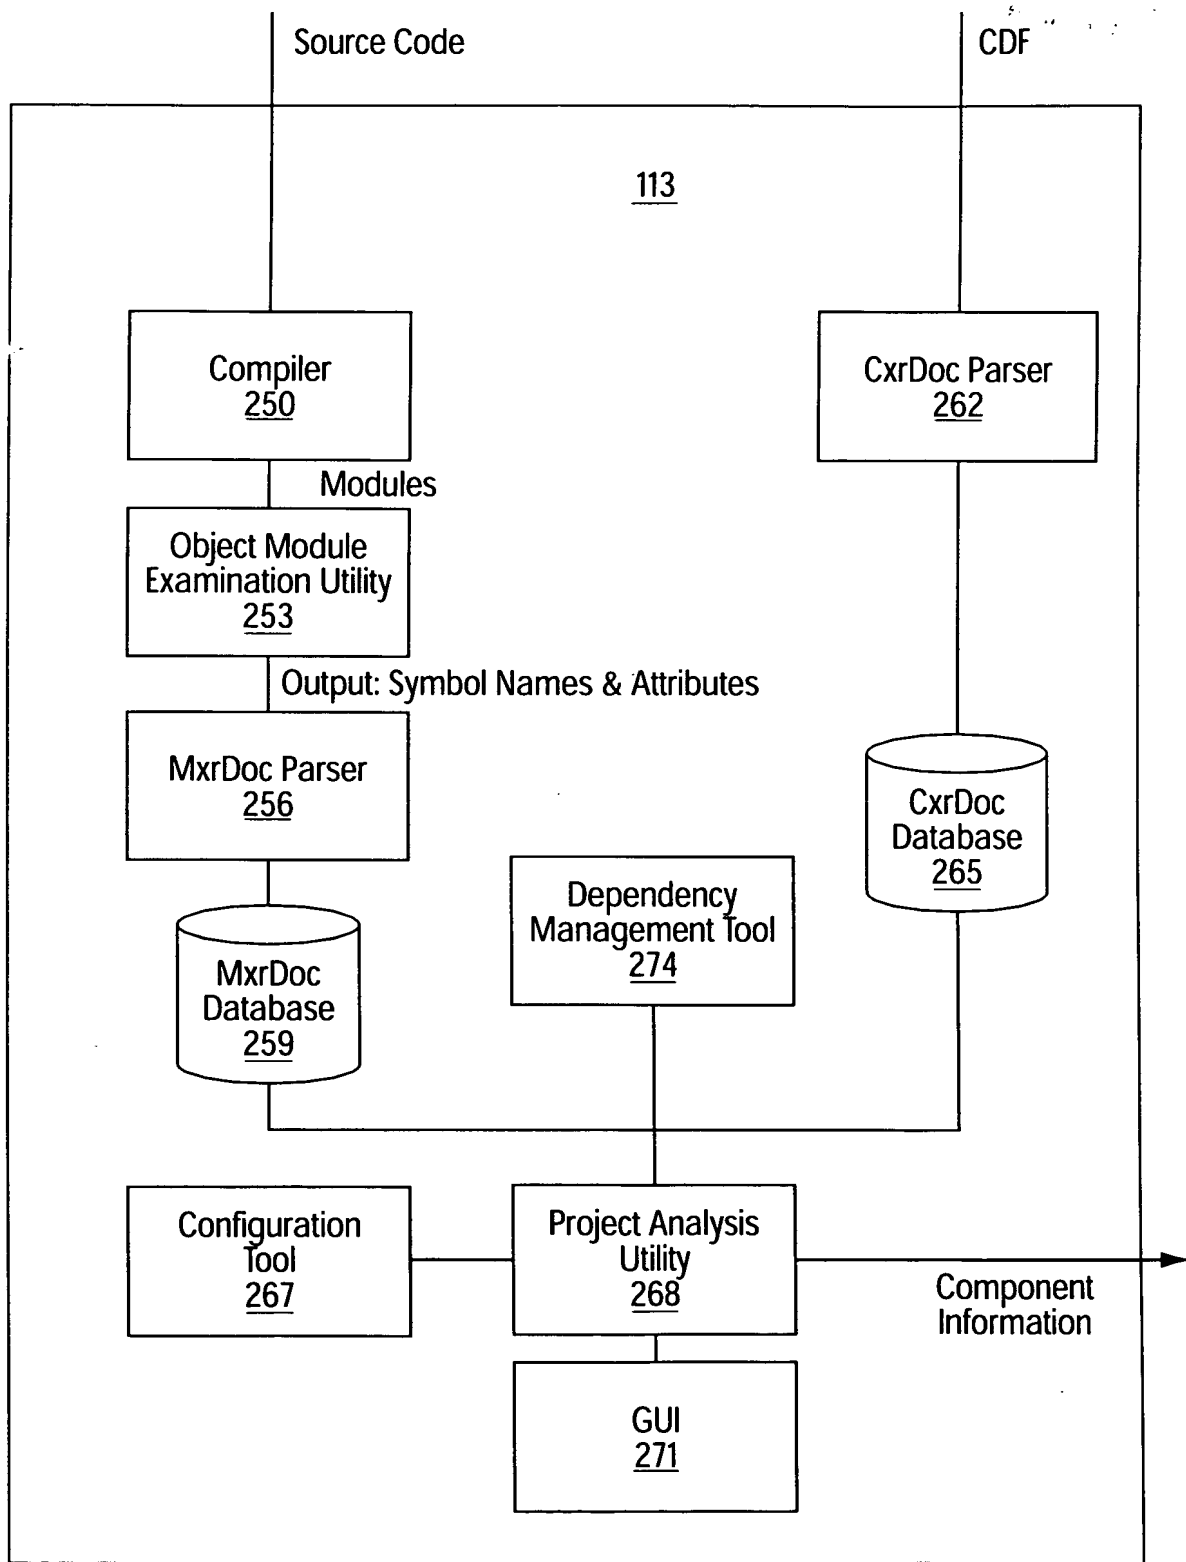 Source Code
CDF
113
Compiler
250
CxrDoc Parser
262
Modules
Object Module
Examination Utility
253
Output: Symbol Names & Attributes
MxrDoc Parser
256
CxrDoc
Database
265
Dependency
Management Tool
274
MxrDoc
Database
259
Configuration
Tool
267
Project Analysis
Utility
268
Component
Information
GUI
271